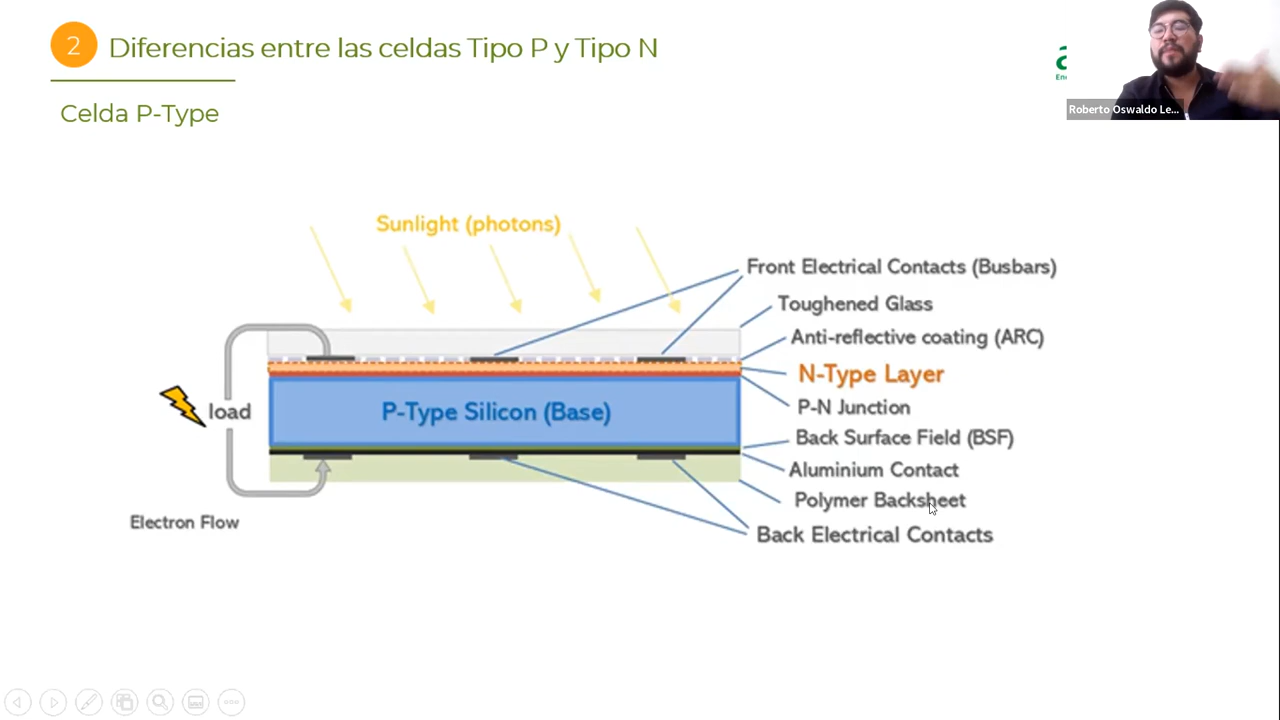 2 Diferencias entre las celdas Tipo P y Tipo N
Celda P-Type
Roberto Oswaldo Le...
Sunlight (photons)
Front Electrical Contacts (Busbars)
Toughened Glass
Anti-reflective coating (ARC)
N-Type Layer
P-N Junction
load
P-Type Silicon (Base)
Back Surface Field (BSF)
Aluminium Contact
Polymer Backsheet
Electron Flow
Back Electrical Contacts